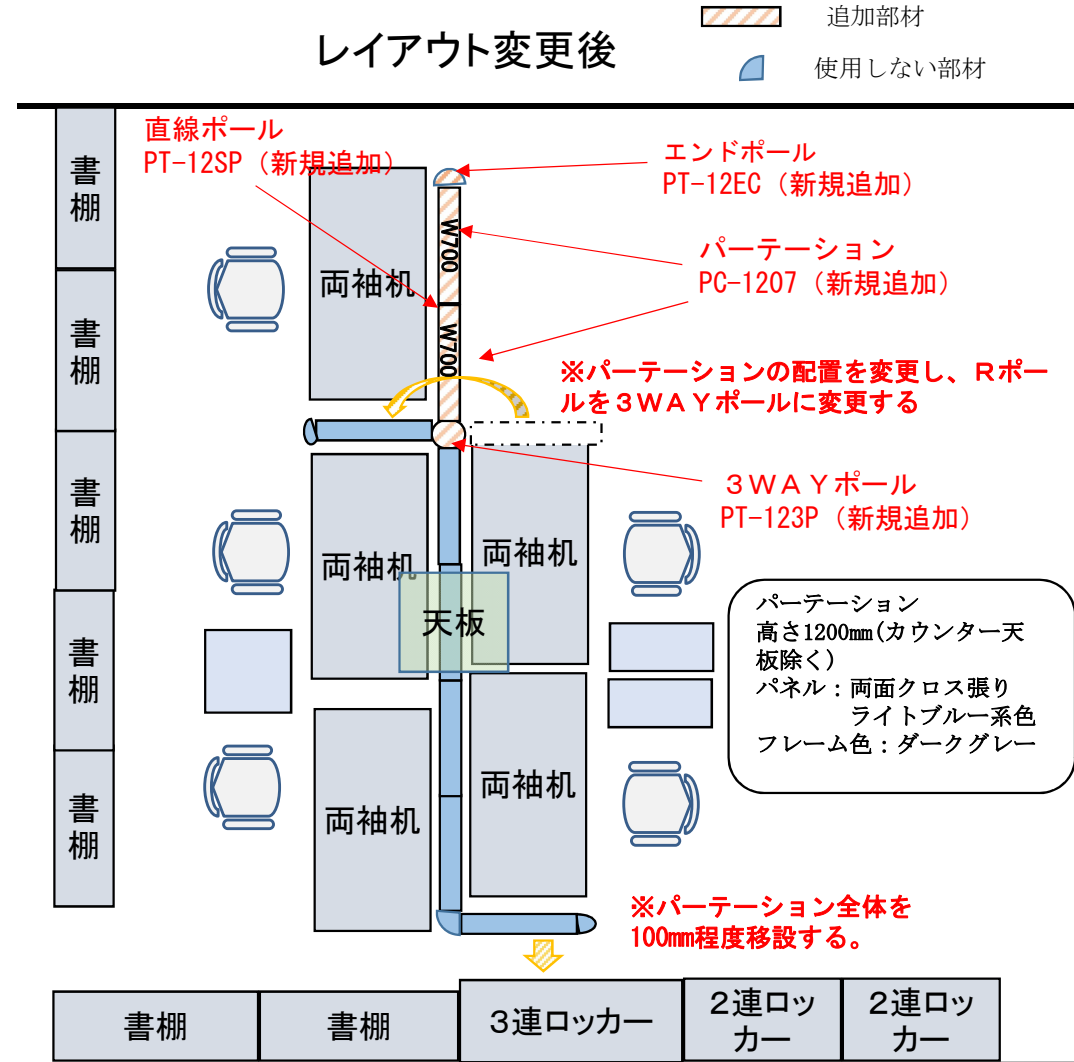 レイアウト変更後
追加部材
使用しない部材
直線ポール
PT-12SP（新規追加）
エンドポール
PT-12EC（新規追加）
パーテーション
PC-1207（新規追加）
W700
W700
※パーテーションの配置を変更し、Rポー
ルを3WAYポールに変更する
3WAYポール
PT-123P（新規追加）
書棚
書棚
書棚
書棚
書棚
両袖机
両袖机
両袖机
天板
両袖机
両袖机
パーテーション
高さ1200㎜(カウンター天
板除く)
パネル：両面クロス張り
ライトブルー系色
フレーム色：ダークグレー
※パーテーション全体を
100㎜程度移設する。
書棚
書棚
3連ロッカー
2連ロッ
カー
2連ロッ
カー